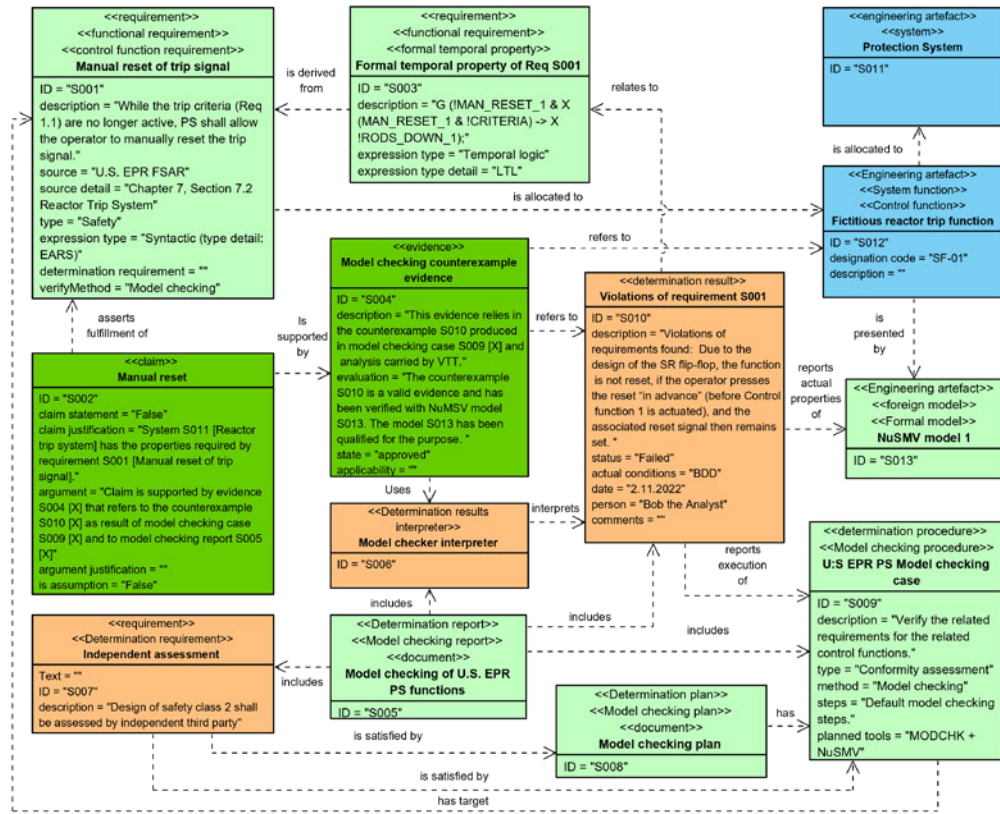 <<requirement>>
<<functional requirement>>
<<control function requirement>>
Manual reset of trip signal
ID = "S001"
description = "While the trip criteria (Req
1.1) are no longer active, PS shall allow
the operator to manually reset the trip
signal."
source = "U.S. EPR FSAR"
source detail = "Chapter 7, Section 7.2
Reactor Trip System"
type = "Safety"
expression type = "Syntactic (type detail:
EARS)"
determination requirement = ""
verifyMethod = "Model checking"
is derived
from
<<requirement>>
<<functional requirement>>
<<formal temporal property>>
Formal temporal property of Req S001
ID = "S003"
description = "G (!MAN_RESET_1 & X
(MAN_RESET_1 & !CRITERIA) -> X
!RODS_DOWN_1);"
expression type = "Temporal logic"
expression type detail = "LTL"
relates to
<<engineering artefact>>
<<system>>
Protection System
ID = "S011"
is allocated to
is allocated to
<<Engineering artefact>>
<<System function>>
<<Control function>>
Fictitious reactor trip function
ID = "S012"
designation code = "SF-01"
description = ""
asserts
fulfillment of
Is
supported
by
<<evidence>>
Model checking counterexample
evidence
ID = "S004"
description = "This evidence relies in
the counterexample S010 produced
in model checking case S009 [X] and
analysis carried by VTT."
evaluation = "The counterexample
S010 is a valid evidence and has
been verified with NuMSV model
S013. The model S013 has been
qualified for the purpose. "
state = "approved"
applicability = ""
refers to
refers to
<<determination result>>
Violations of requirement S001
ID = "S010"
description = "Violations of
requirements found:  Due to the
design of the SR flip-flop, the function
is not reset, if the operator presses
the reset "in advance" (before Control
function 1 is actuated), and the
associated reset signal then remains
set. "
status = "Failed"
actual conditions = "BDD"
date = "2.11.2022"
person = "Bob the Analyst"
comments = ""
is
presented
by
reports
actual
properties
of
<<Engineering artefact>>
<<foreign model>>
<<Formal model>>
NuSMV model 1
ID = "S013"
<<claim>>
Manual reset
ID = "S002"
claim statement = "False"
claim justification = "System S011 [Reactor
trip system] has the properties required by
requirement S001 [Manual reset of trip
signal]."
argument = "Claim is supported by evidence
S004 [X] that refers to the counterexample
S010 [X] as result of model checking case
S009 [X] and to model checking report S005
[X]"
argument justification = ""
is assumption = "False"
Uses
<<Determination results
interpreter>>
Model checker interpreter
ID = "S006"
interprets
reports
execution
of
<<determination procedure>>
<<Model checking procedure>>
U:S EPR PS Model checking
case
ID = "S009"
description = "Verify the related
requirements for the related
control functions."
type = "Conformity assessment"
method = "Model checking"
steps = "Default model checking
steps."
planned tools = "MODCHK +
NuSMV"
includes
includes
includes
includes
<<requirement>>
<<Determination requirement>>
Independent assessment
Text = ""
ID = "S007"
description = "Design of safety class 2 shall
be assessed by independent third party"
<<Determination report>>
<<Model checking report>>
<<document>>
Model checking of U.S. EPR
PS functions
ID = "S005"
<<Determination plan>>
<<Model checking plan>>
<<document>>
Model checking plan
ID = "S008"
has
is satisfied by
is satisfied by
has target